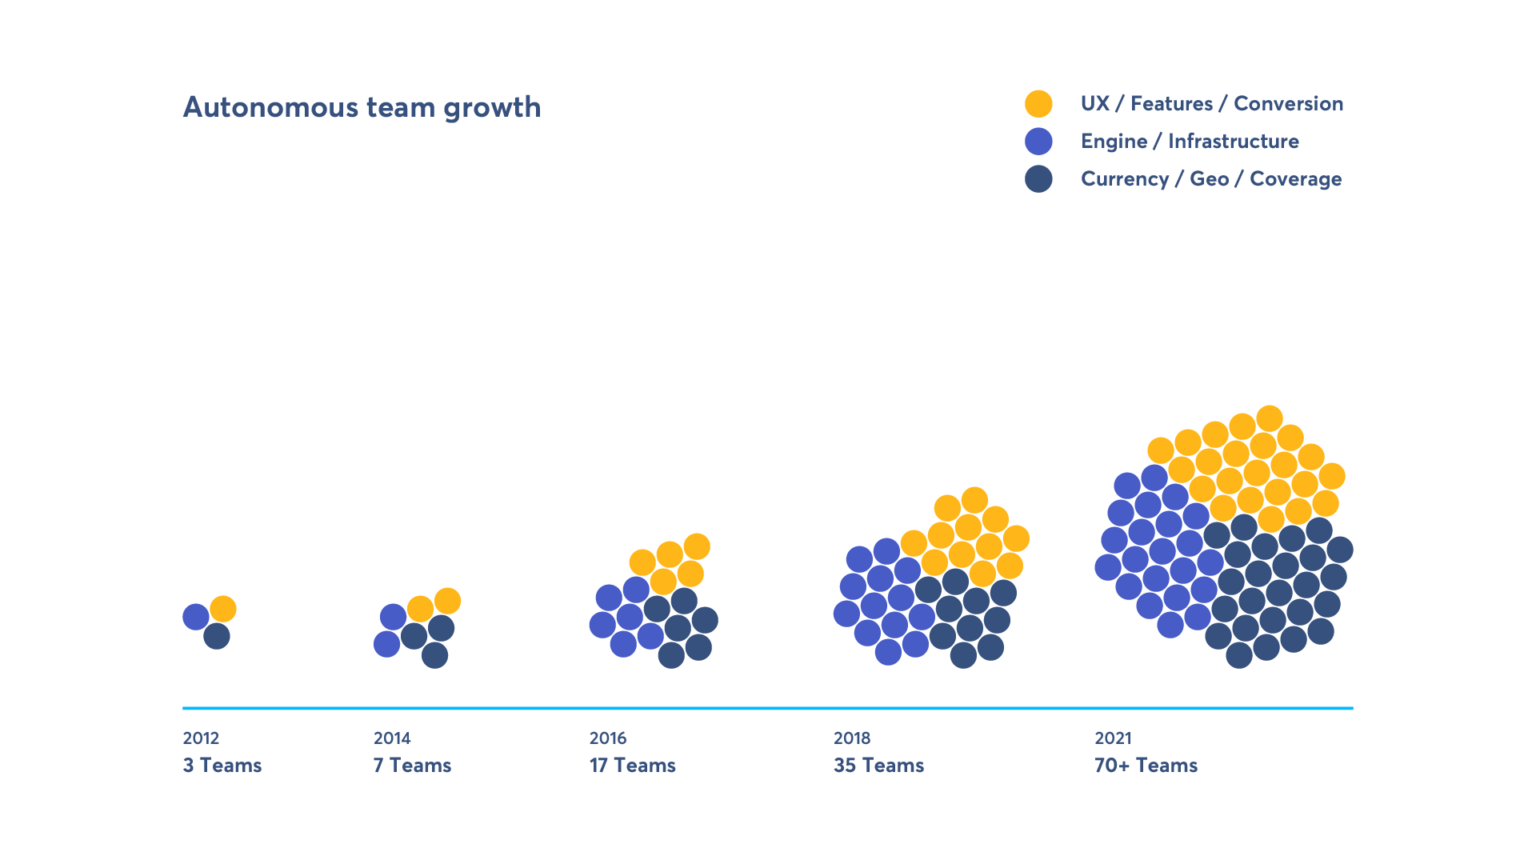 Autonomous team growth
UX / Features / Conversion
Engine / Infrastructure
Currency / Geo / Coverage
2012
3 Teams
2014
7 Teams
2016
17 Teams
2018
35 Teams
2021
70+ Teams